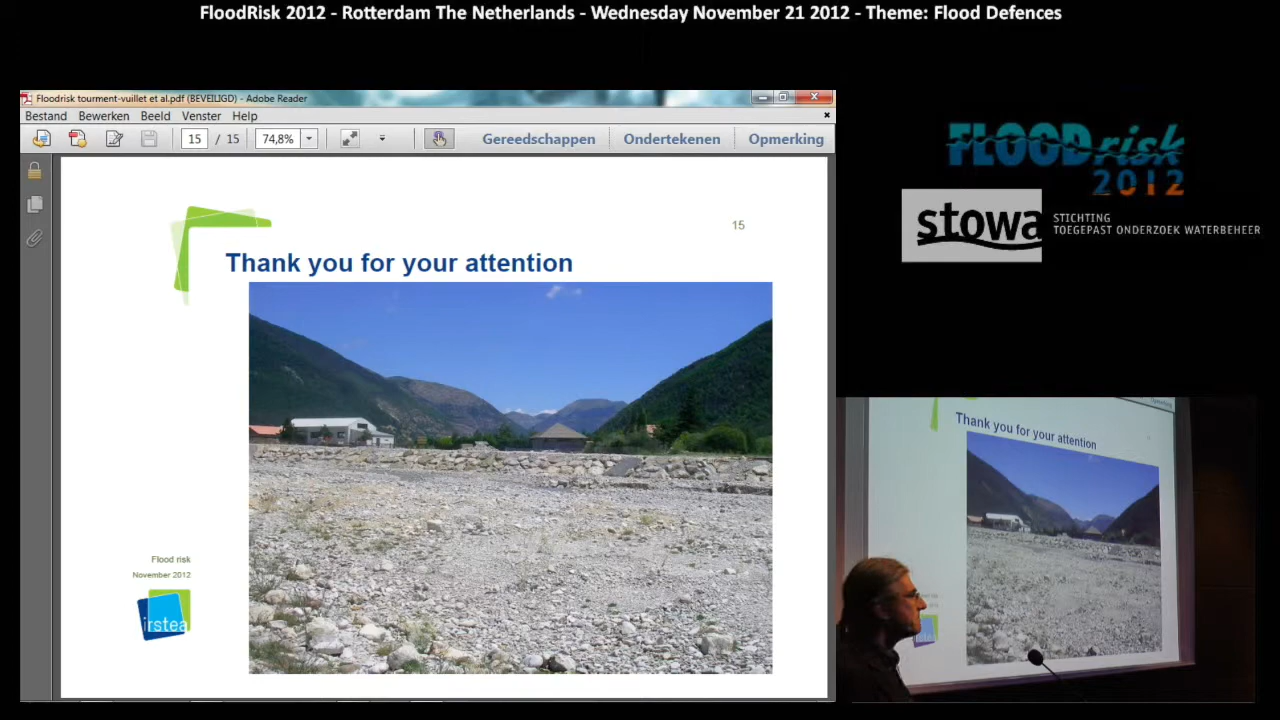 FloodRisk 2012 - Rotterdam The Netherlands - Wednesday November 21 2012 - Theme: Flood Defences
Floodrisk tourment-vuillet et al.pdf (BEVEILIGD) - Adobe Reader
Bestand Bewerken Beeld Venster Help
15 / 15 74,8% Gereedschappen Ondertekenen Opmerking
15
Thank you for your attention
Flood risk
November 2012
irstea
FLOODrisk
2012
stowa
STICHTING
TOEGEPAST ONDERZOEK WATERBEHEER
Thank you for your attention